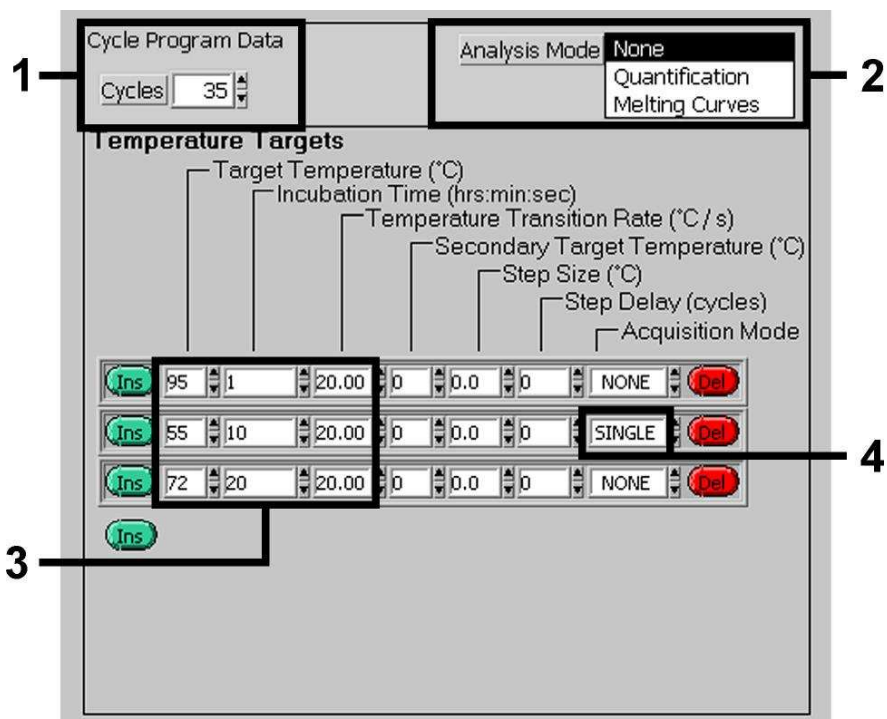 Cycle Program Data
Cycles 35
Analysis Mode None
Quantification
Melting Curves
1
2
Temperature Targets
Target Temperature (°C)
Incubation Time (hrs:min:sec)
Temperature Transition Rate (°C / s)
Secondary Target Temperature (°C)
Step Size (°C)
Step Delay (cycles)
Acquisition Mode
Ins 95 1 20.00 0 0.0 0 NONE Del
Ins 55 10 20.00 0 0.0 0 SINGLE Del
Ins 72 20 20.00 0 0.0 0 NONE Del
4
Ins
3